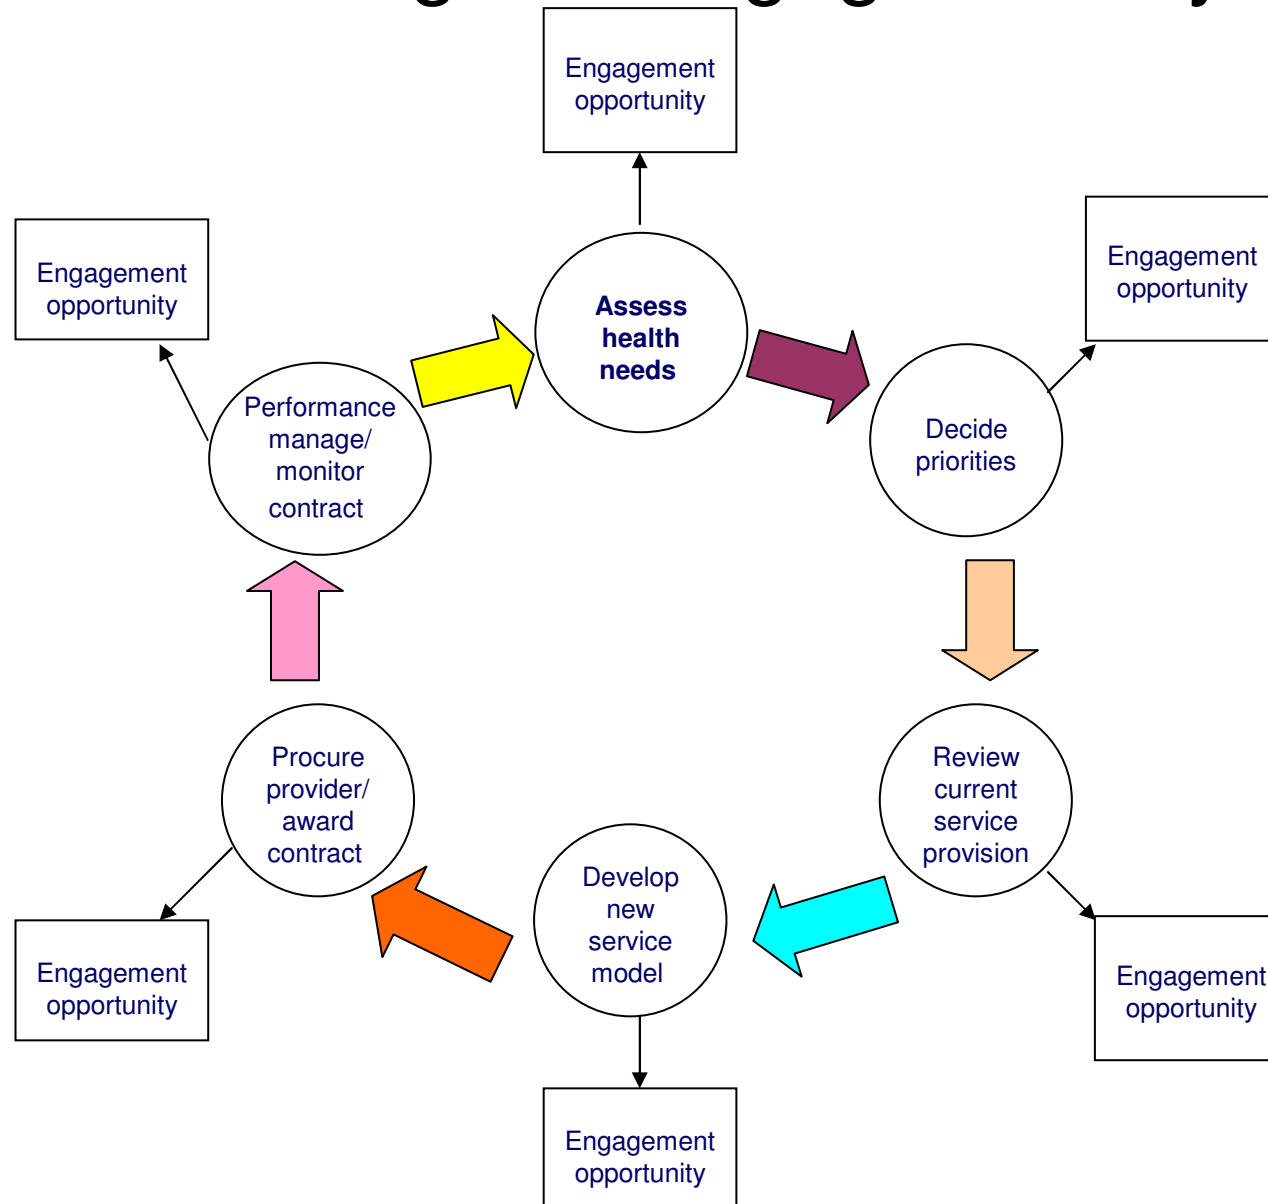 Engagement
opportunity
Engagement
opportunity
Engagement
opportunity
Assess
health
needs
Performance
manage/
monitor
contract
Decide
priorities
Procure
provider/
award
contract
Review
current
service
provision
Develop
new
service
model
Engagement
opportunity
Engagement
opportunity
Engagement
opportunity